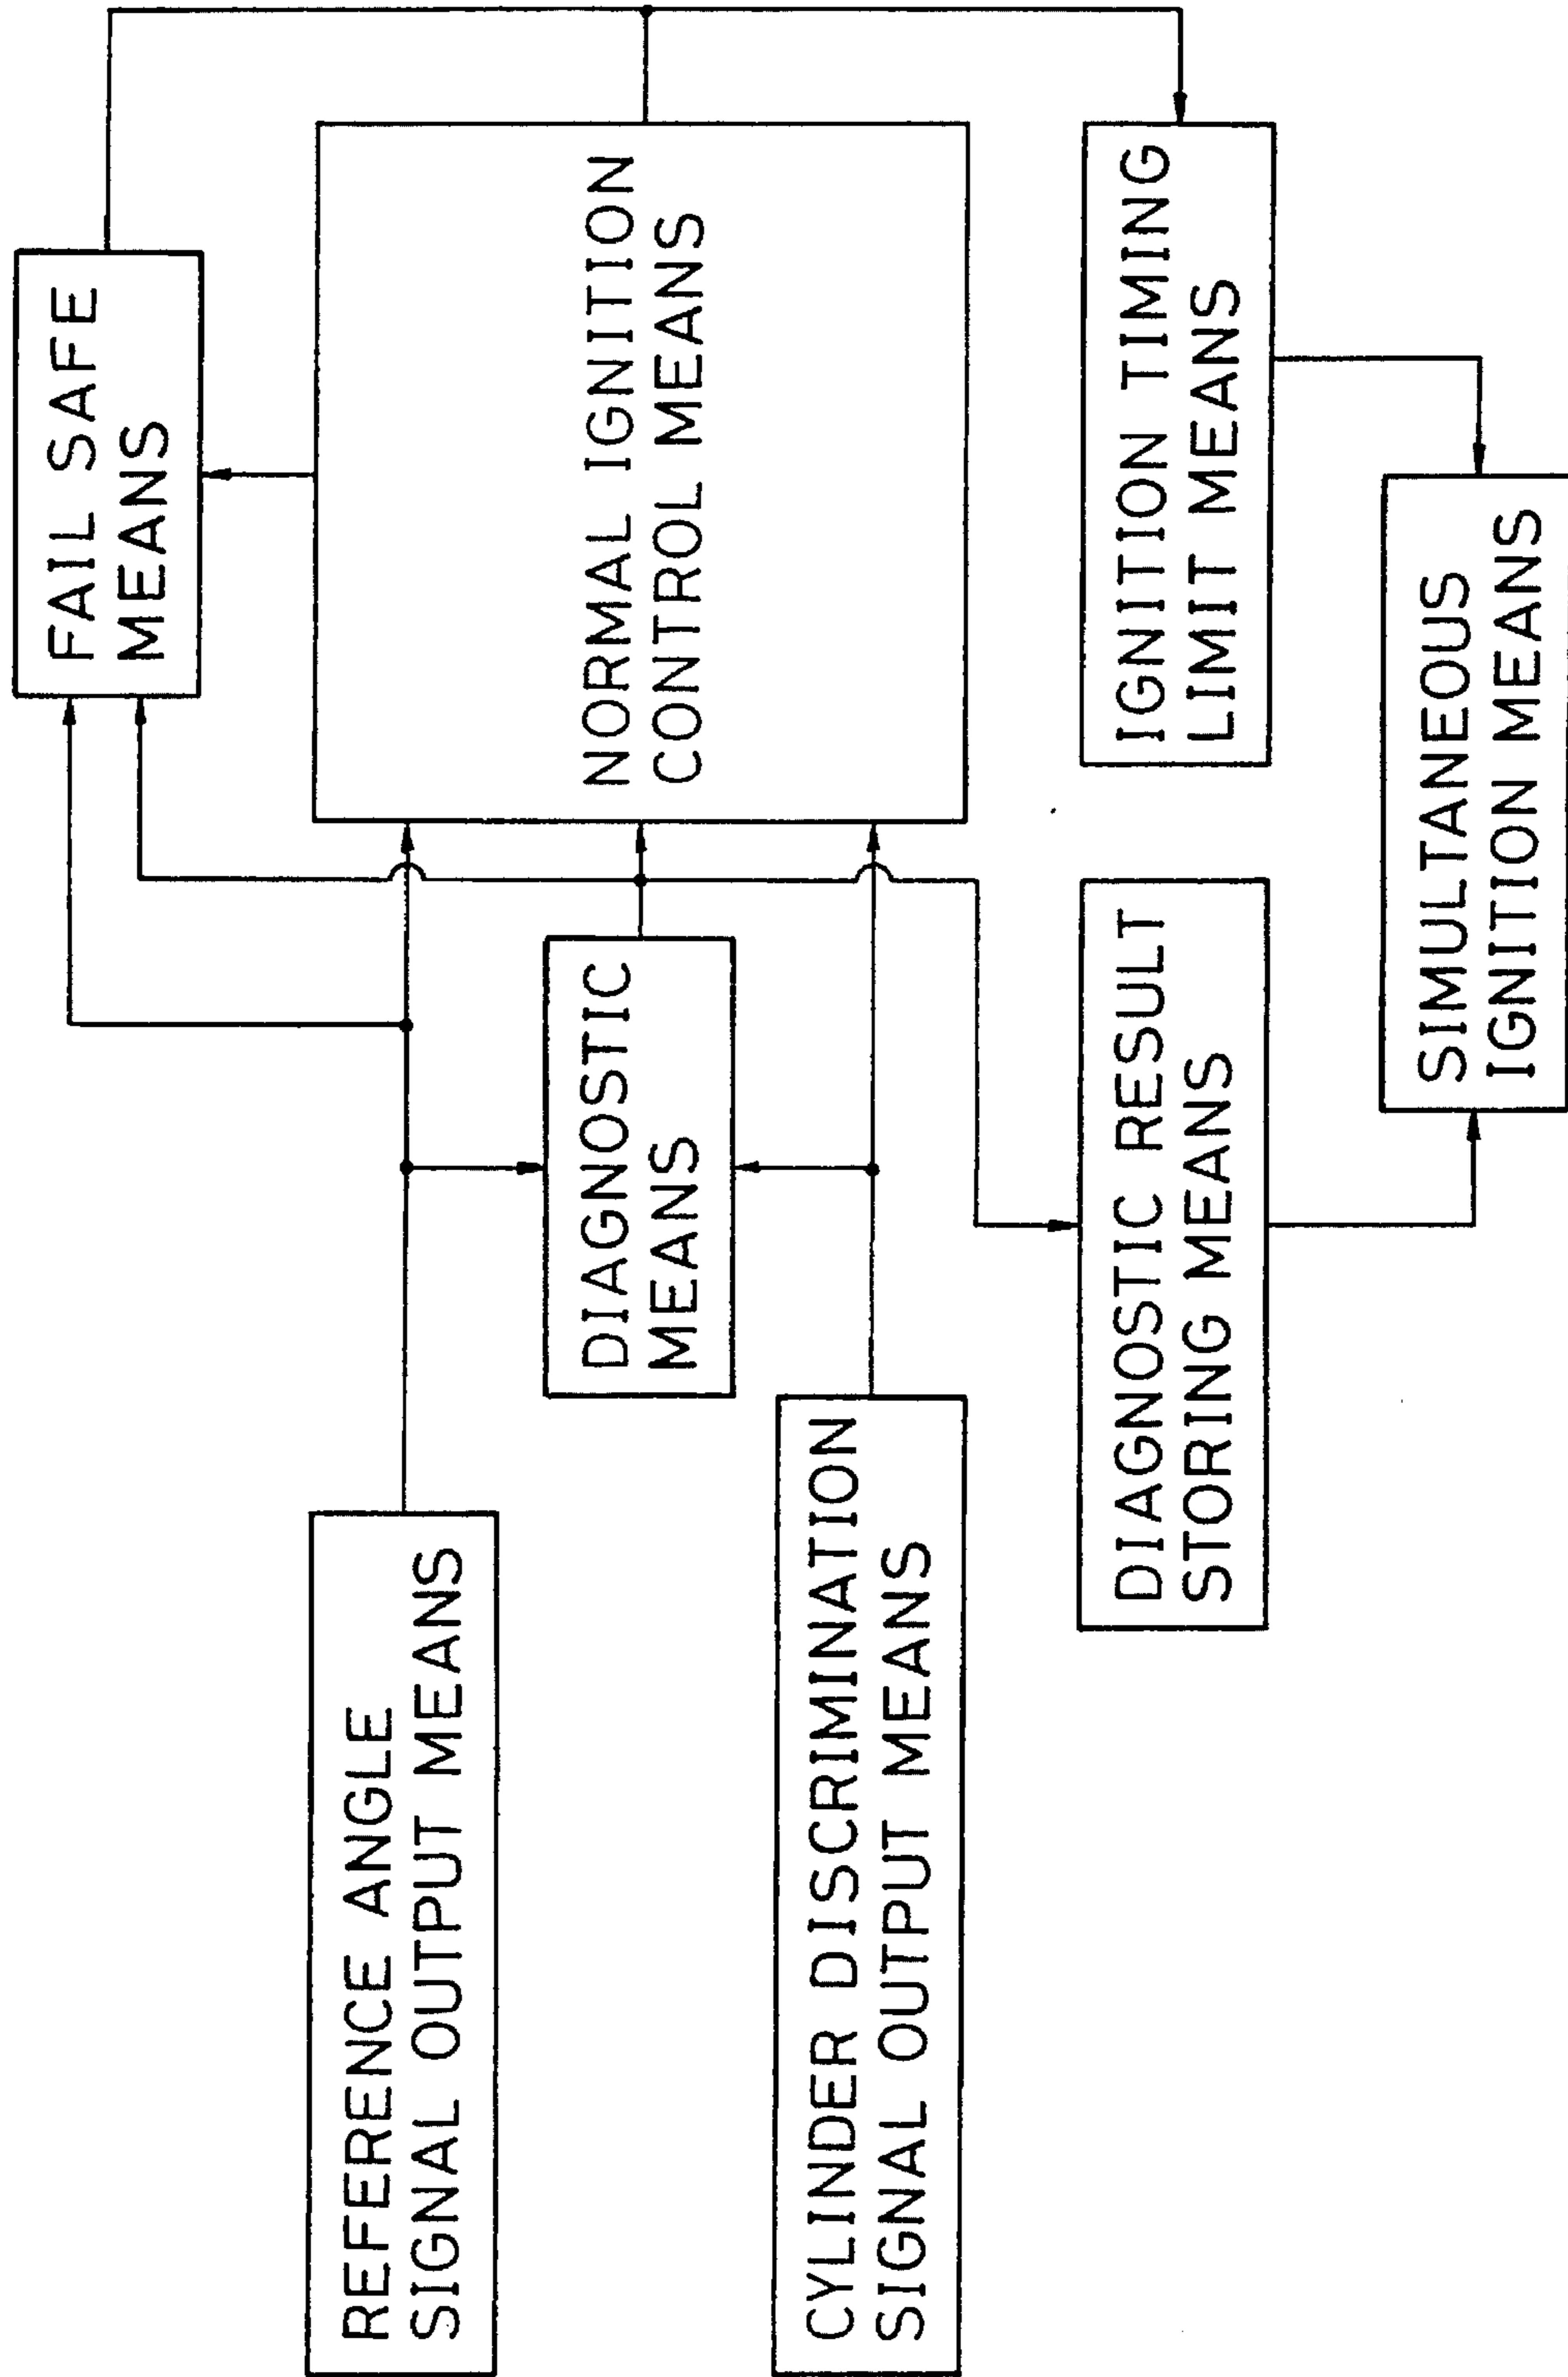 REFERENCE ANGLE
SIGNAL OUTPUT MEANS
CYLINDER DISCRIMINATION
SIGNAL OUTPUT MEANS
DIAGNOSTIC
MEANS
FAIL SAFE
MEANS
NORMAL IGNITION
CONTROL MEANS
DIAGNOSTIC RESULT
STORING MEANS
IGNITION TIMING
LIMIT MEANS
SIMULTANEOUS
IGNITION MEANS